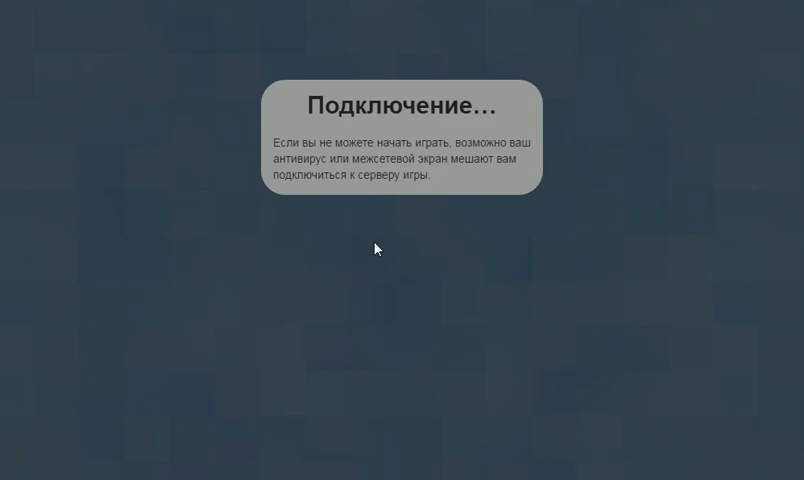 Подключение...
Если вы не можете начать играть, возможно ваш
антивирус или межсетевой экран мешают вам
подключиться к серверу игры.